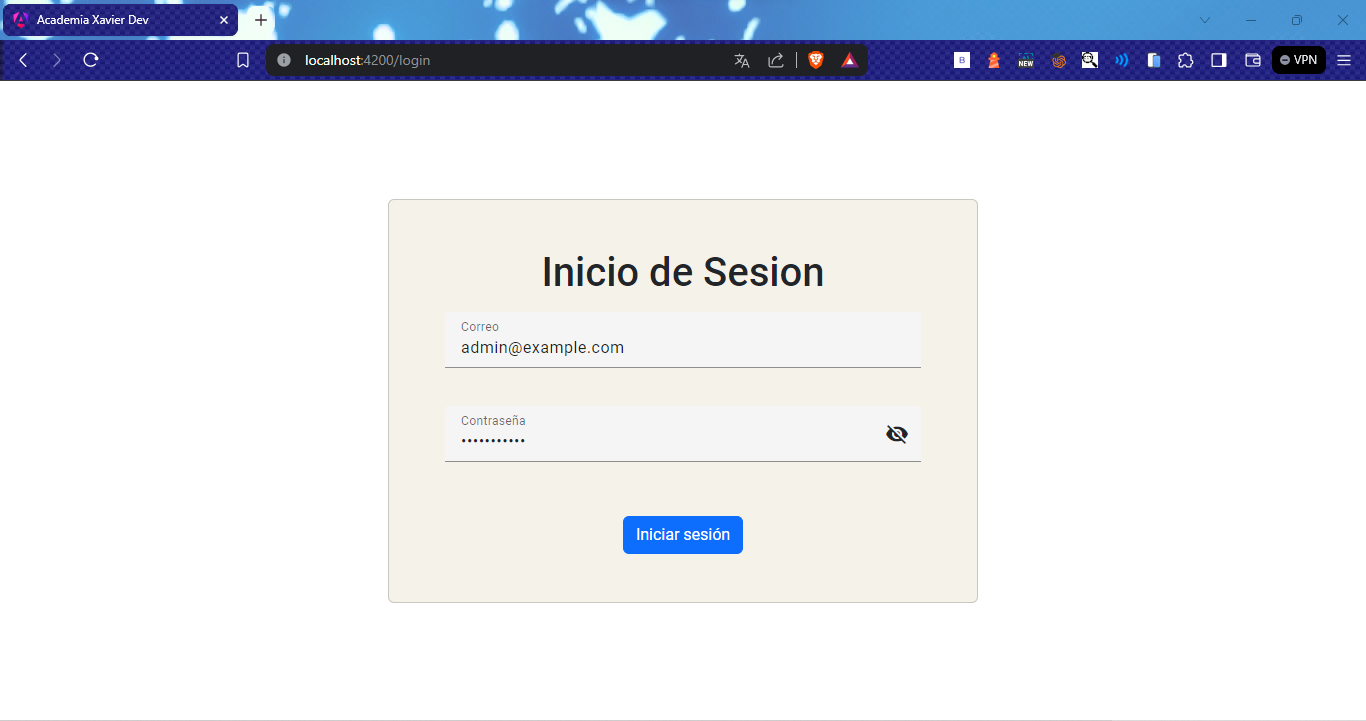 Academia Xavier Dev
localhost:4200/login
B
NEW
VPN
Inicio de Sesion
Correo
admin@example.com
Contraseña
•••••••••••
Iniciar sesión